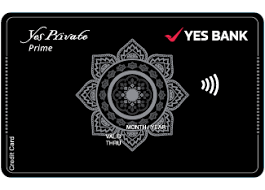 Yes Private
Prime
YES BANK
MONTH/YEAR
VALID
THRU
Credit Card